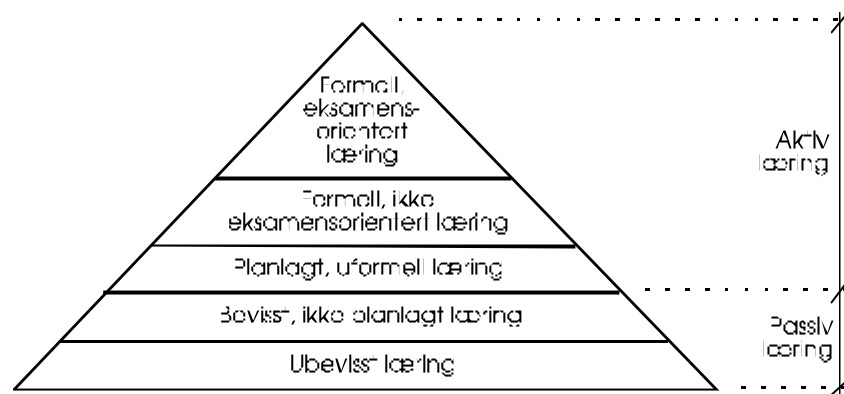 Formell,
eksamens-
orientert
læring
Formell, ikke
eksamensorientert læring
Planlagt, uformell læring
Bevisst, ikke planlagt læring
Ubevisst læring
Aktiv
læring
Passiv
læring